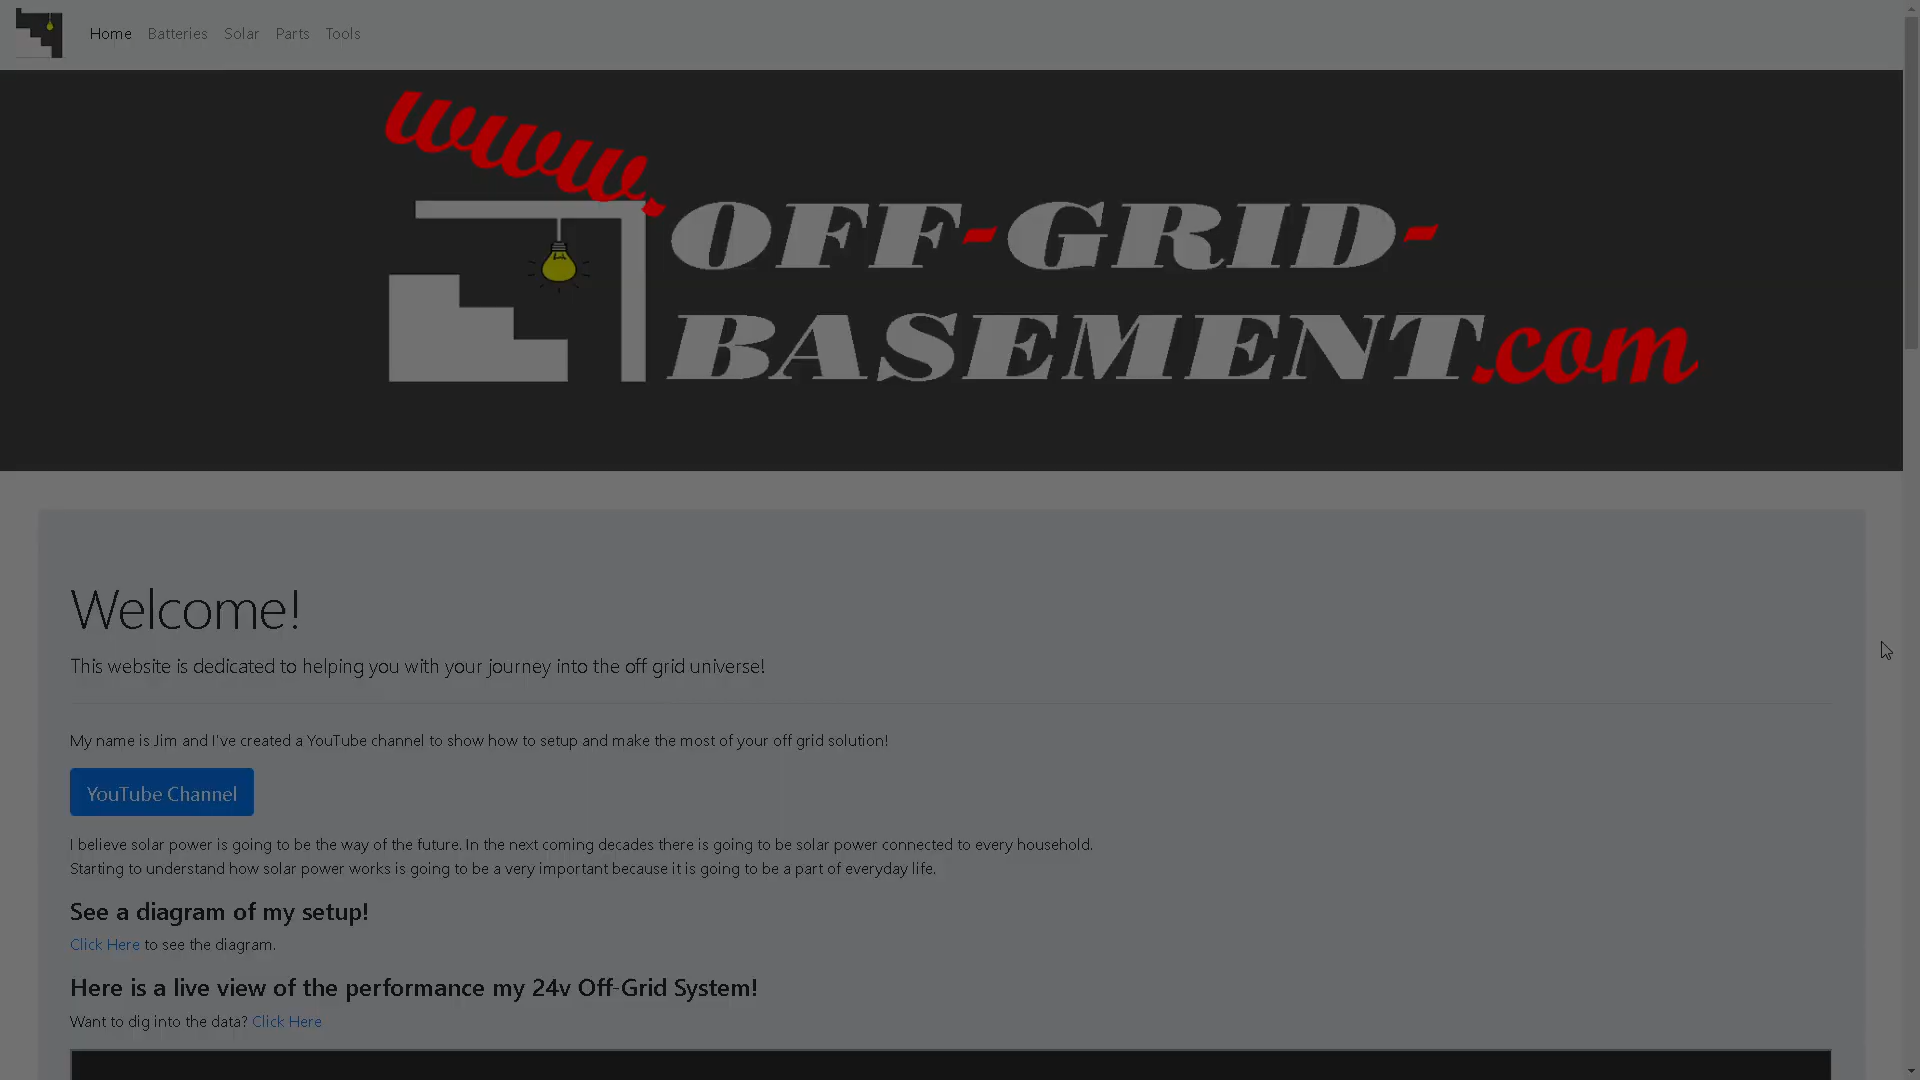 Home Batteries Solar Parts Tools
www.
OFF-GRID-
BASEMENT.com
Welcome!
This website is dedicated to helping you with your journey into the off grid universe!
My name is Jim and I've created a YouTube channel to show how to setup and make the most of your off grid solution!
YouTube Channel
I believe solar power is going to be the way of the future. In the next coming decades there is going to be solar power connected to every household.
Starting to understand how solar power works is going to be a very important because it is going to be a part of everyday life.
See a diagram of my setup!
Click Here to see the diagram.
Here is a live view of the performance my 24v Off-Grid System!
Want to dig into the data? Click Here